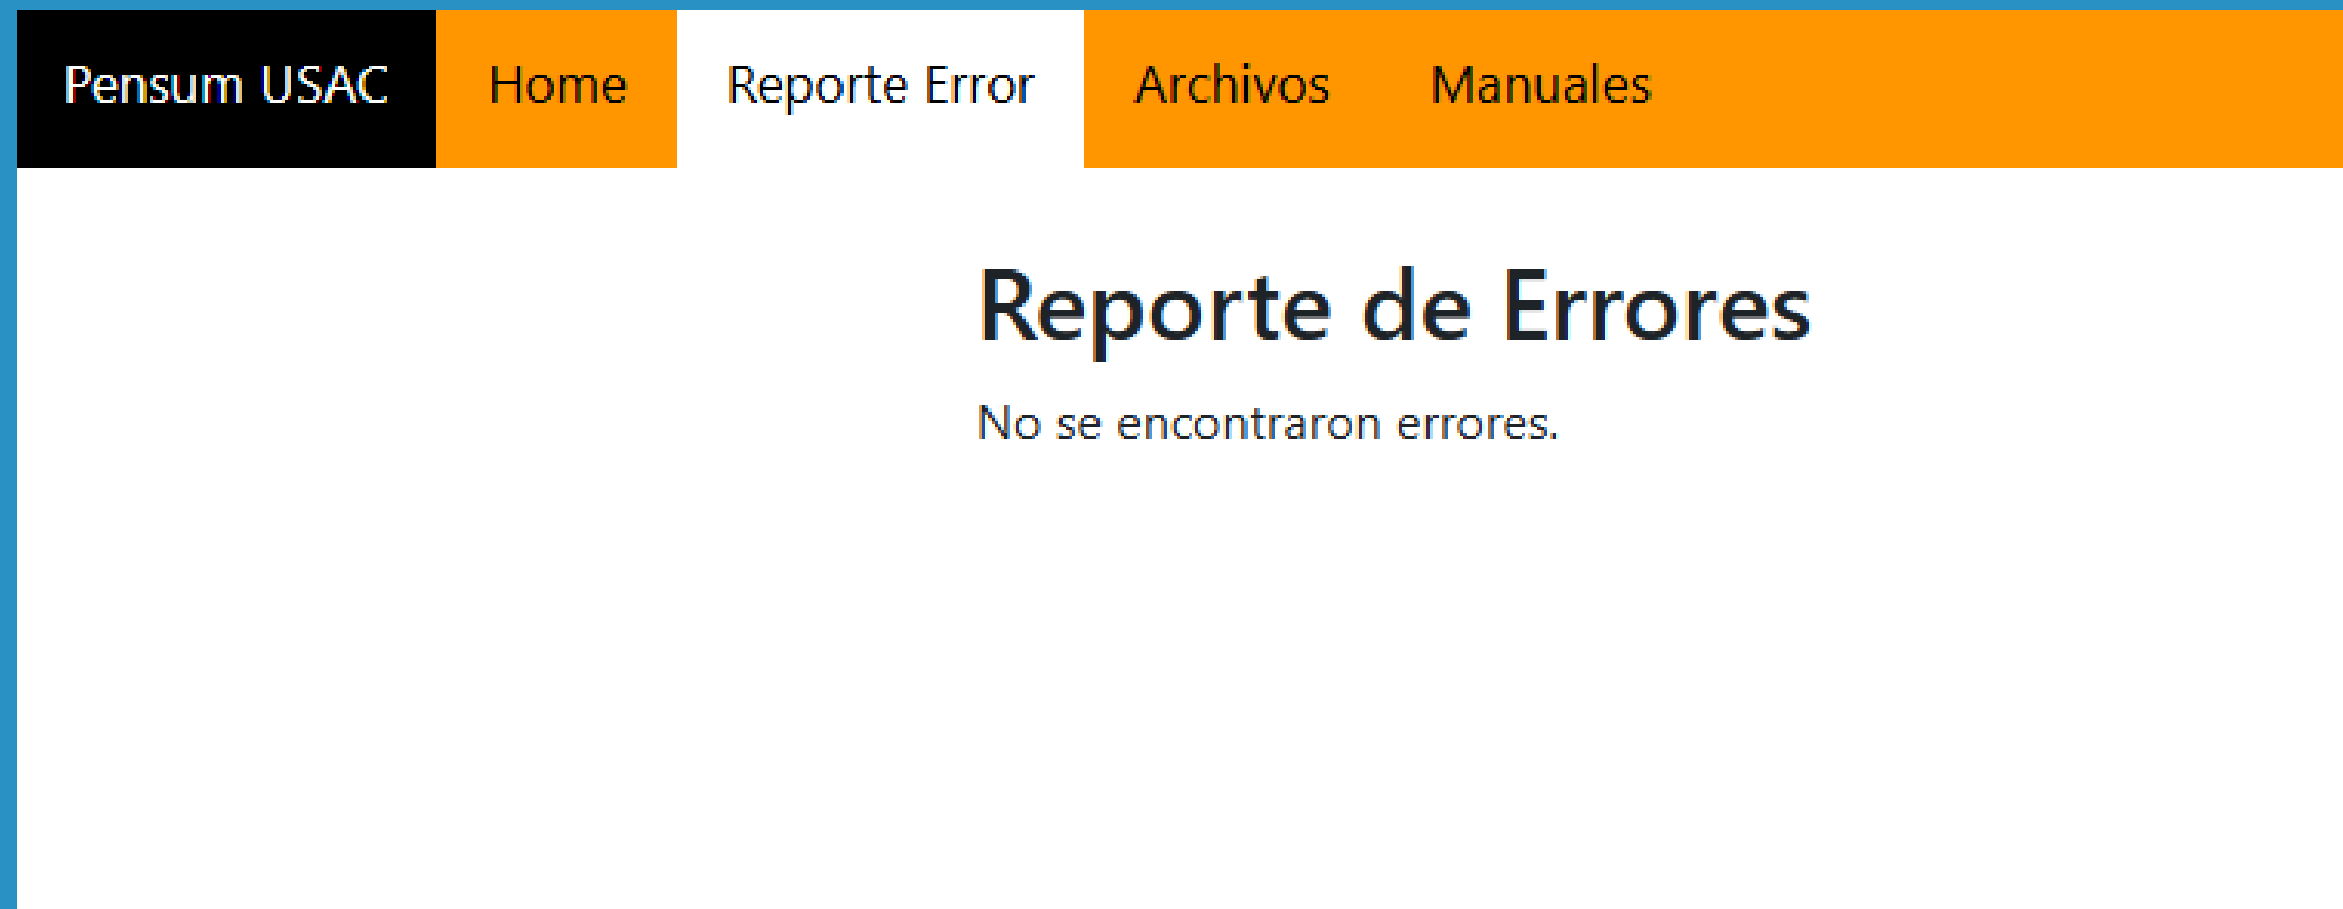 Pensum USAC Home Reporte Error Archivos Manuales
Reporte de Errores
No se encontraron errores.